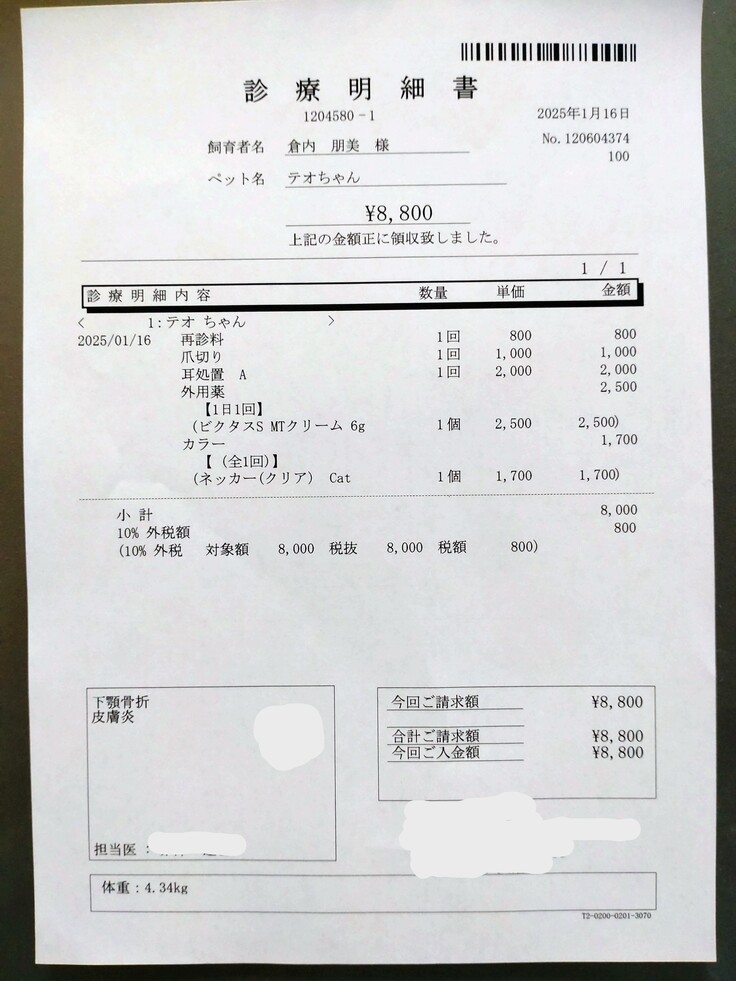 診療明細書
1204580-1
2025年1月16日
No.120604374
100
飼育者名 倉内 朋美 様
ペット名 テオちゃん
¥8,800
上記の金額正に領収致しました。
1 / 1
診療明細内容 数量 単価 金額
< 1:テオ ちゃん >
2025/01/16 再診料 1回 800 800
爪切り 1回 1,000 1,000
耳処置 A 1回 2,000 2,000
外用薬 2,500
【1日1回】
(ビクタスS MTクリーム 6g 1個 2,500 2,500)
カラー 1,700
【 (全1回)】
(ネッカー(クリア) Cat 1個 1,700 1,700)
小 計 8,000
10% 外税額 800
(10% 外税 対象額 8,000 税抜 8,000 税額 800)
下顎骨折
皮膚炎
担当医 :
今回ご請求額 ¥8,800
合計ご請求額 ¥8,800
今回ご入金額 ¥8,800
体重:4.34kg
T2-0200-0201-3070